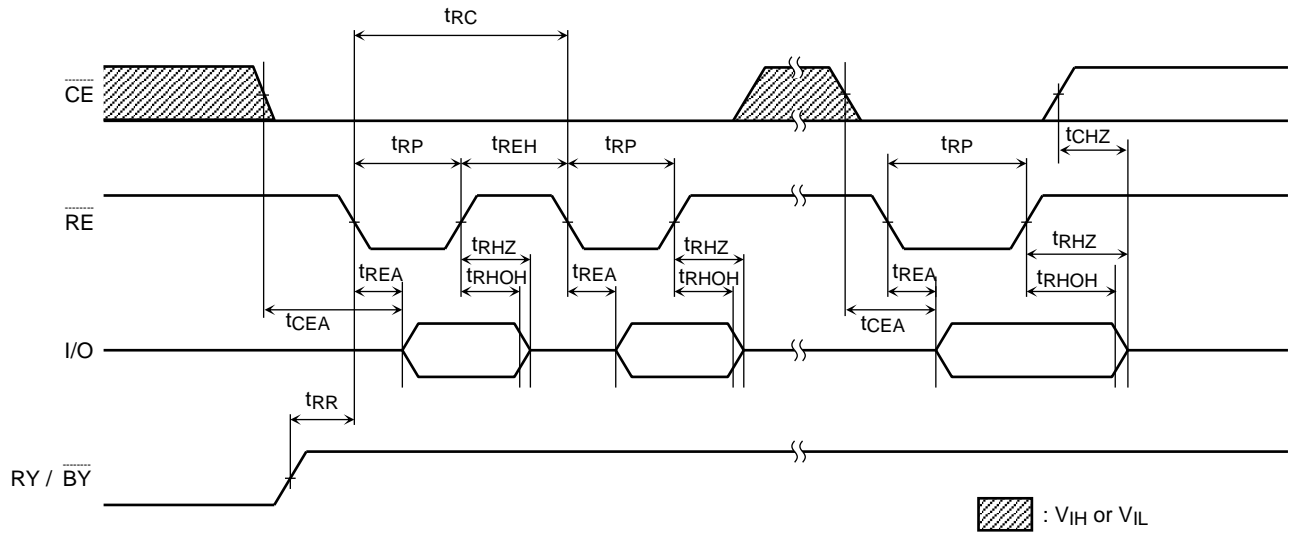 tRC
CE
tRP tREH tRP tRP tCHZ
RE
tRHZ tRHZ tRHZ
tREA tRHOH tREA tRHOH tREA tRHOH
tCEA tCEA
I/O
tRR
RY / BY
: VIH or VIL